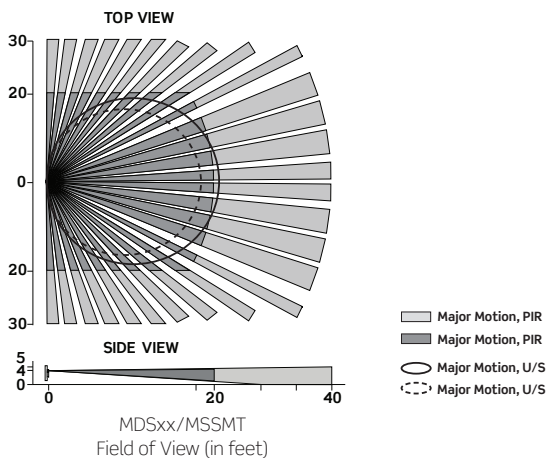 TOP VIEW
30
20
0
20
30
Major Motion, PIR
Major Motion, PIR
Major Motion, U/S
Major Motion, U/S
SIDE VIEW
5
4
0
0
20
40
MDSxx/MSSMT
Field of View (in feet)